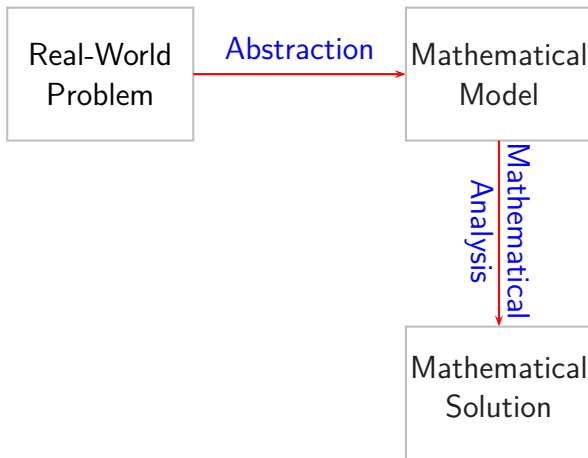 Real-World
Problem
Abstraction
Mathematical
Model
Mathematical
Analysis
Mathematical
Solution